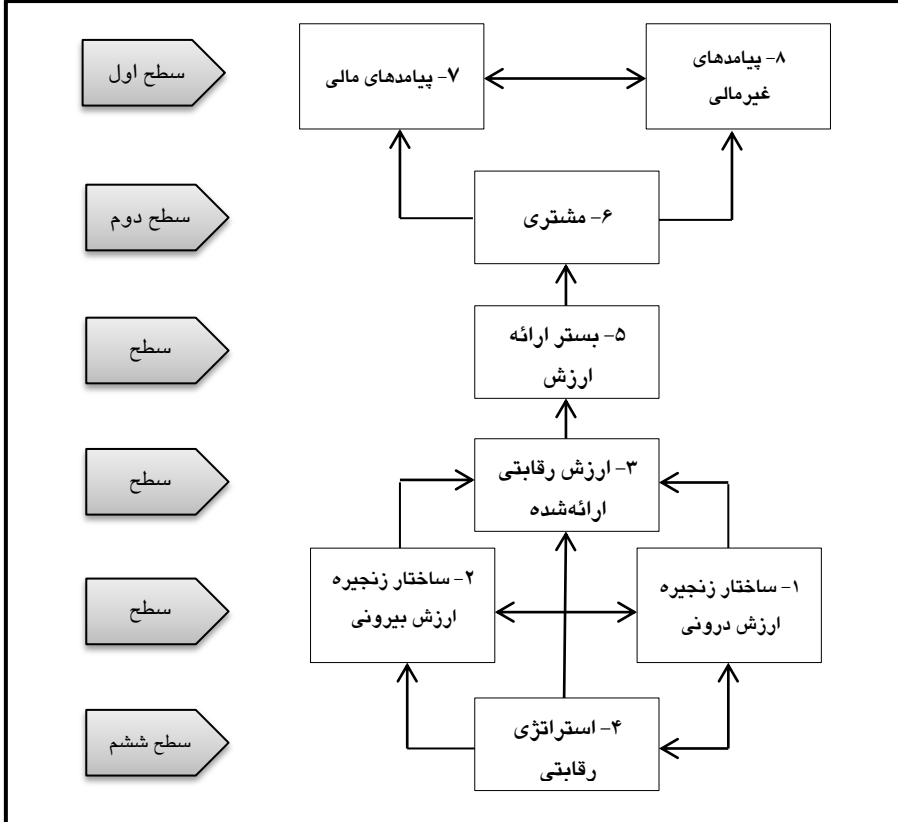 سطح اول
۸- پیامدهای
غیرمالی
۷- پیامدهای مالی
سطح دوم
۶- مشتری
سطح
۵- بستر ارائه
ارزش
سطح
۳- ارزش رقابتی
ارائه‌شده
سطح
۱- ساختار زنجیره
ارزش درونی
۲- ساختار زنجیره
ارزش بیرونی
سطح ششم
۴- استراتژی
رقابتی